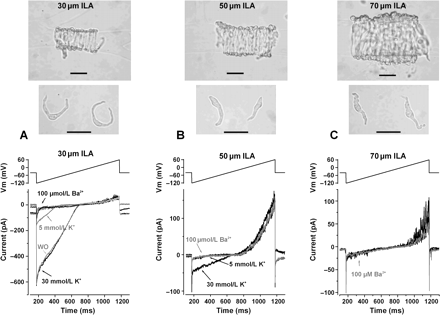 30 µm ILA
50 µm ILA
70 µm ILA
A
B
C
30 µm ILA
50 µm ILA
70 µm ILA
Vm (mV)
60
0
−60
−120
Vm (mV)
60
0
−60
−120
Vm (mV)
60
0
−60
−120
Current (pA)
200
0
−200
−400
−600
100 µmol/L Ba²⁺
5 mmol/L K⁺
WO
30 mmol/L K⁺
200 400 600 800 1000 1200
Time (ms)
Current (pA)
100
0
−100
100 µmol/L Ba²⁺
5 mmol/L K⁺
30 mmol/L K⁺
200 400 600 800 1000 1200
Time (ms)
Current (pA)
100
50
0
−50
−100
100 µM Ba²⁺
200 400 600 800 1000 1200
Time (ms)